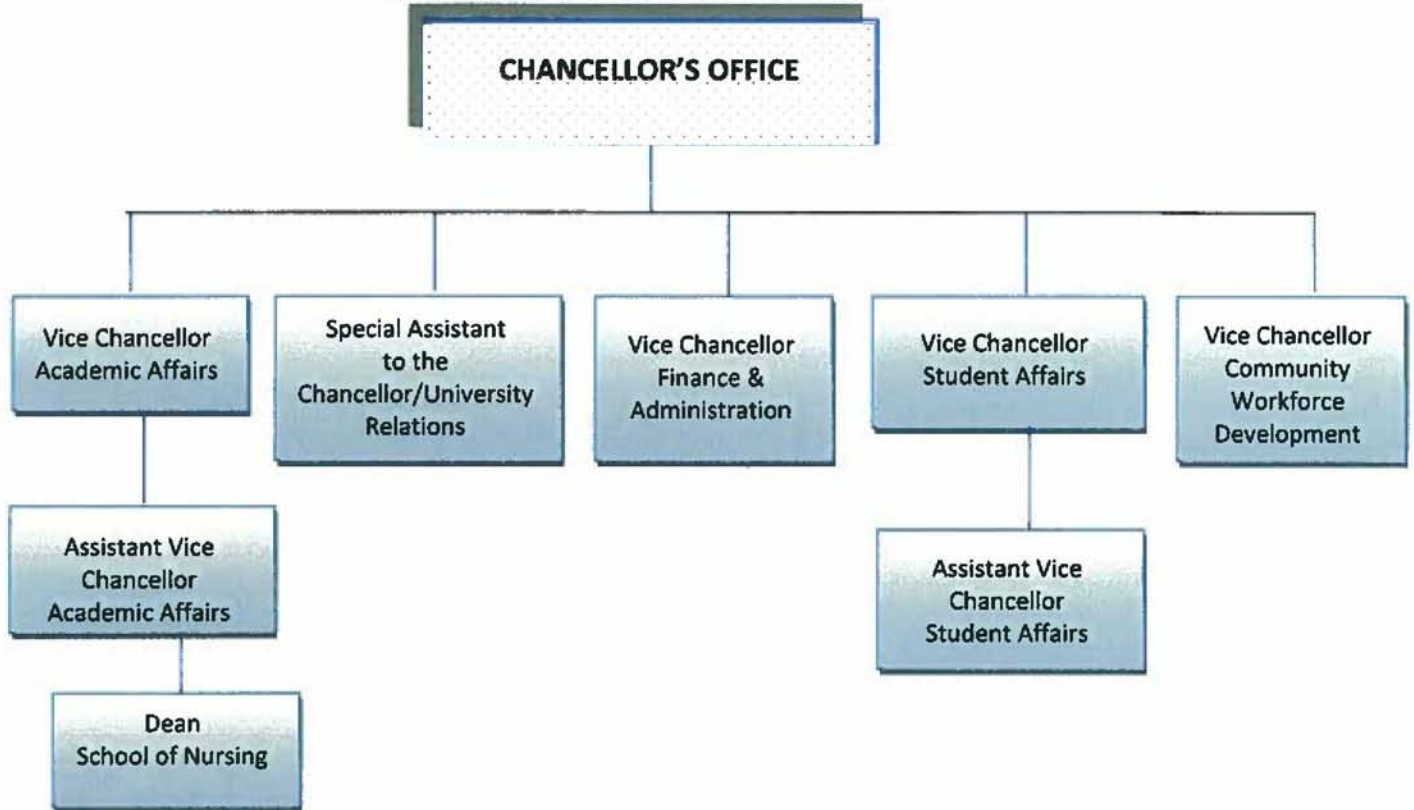 CHANCELLOR'S OFFICE
Vice Chancellor
Academic Affairs
Special Assistant
to the
Chancellor/University
Relations
Vice Chancellor
Finance &
Administration
Vice Chancellor
Student Affairs
Vice Chancellor
Community
Workforce
Development
Assistant Vice
Chancellor
Academic Affairs
Assistant Vice
Chancellor
Student Affairs
Dean
School of Nursing